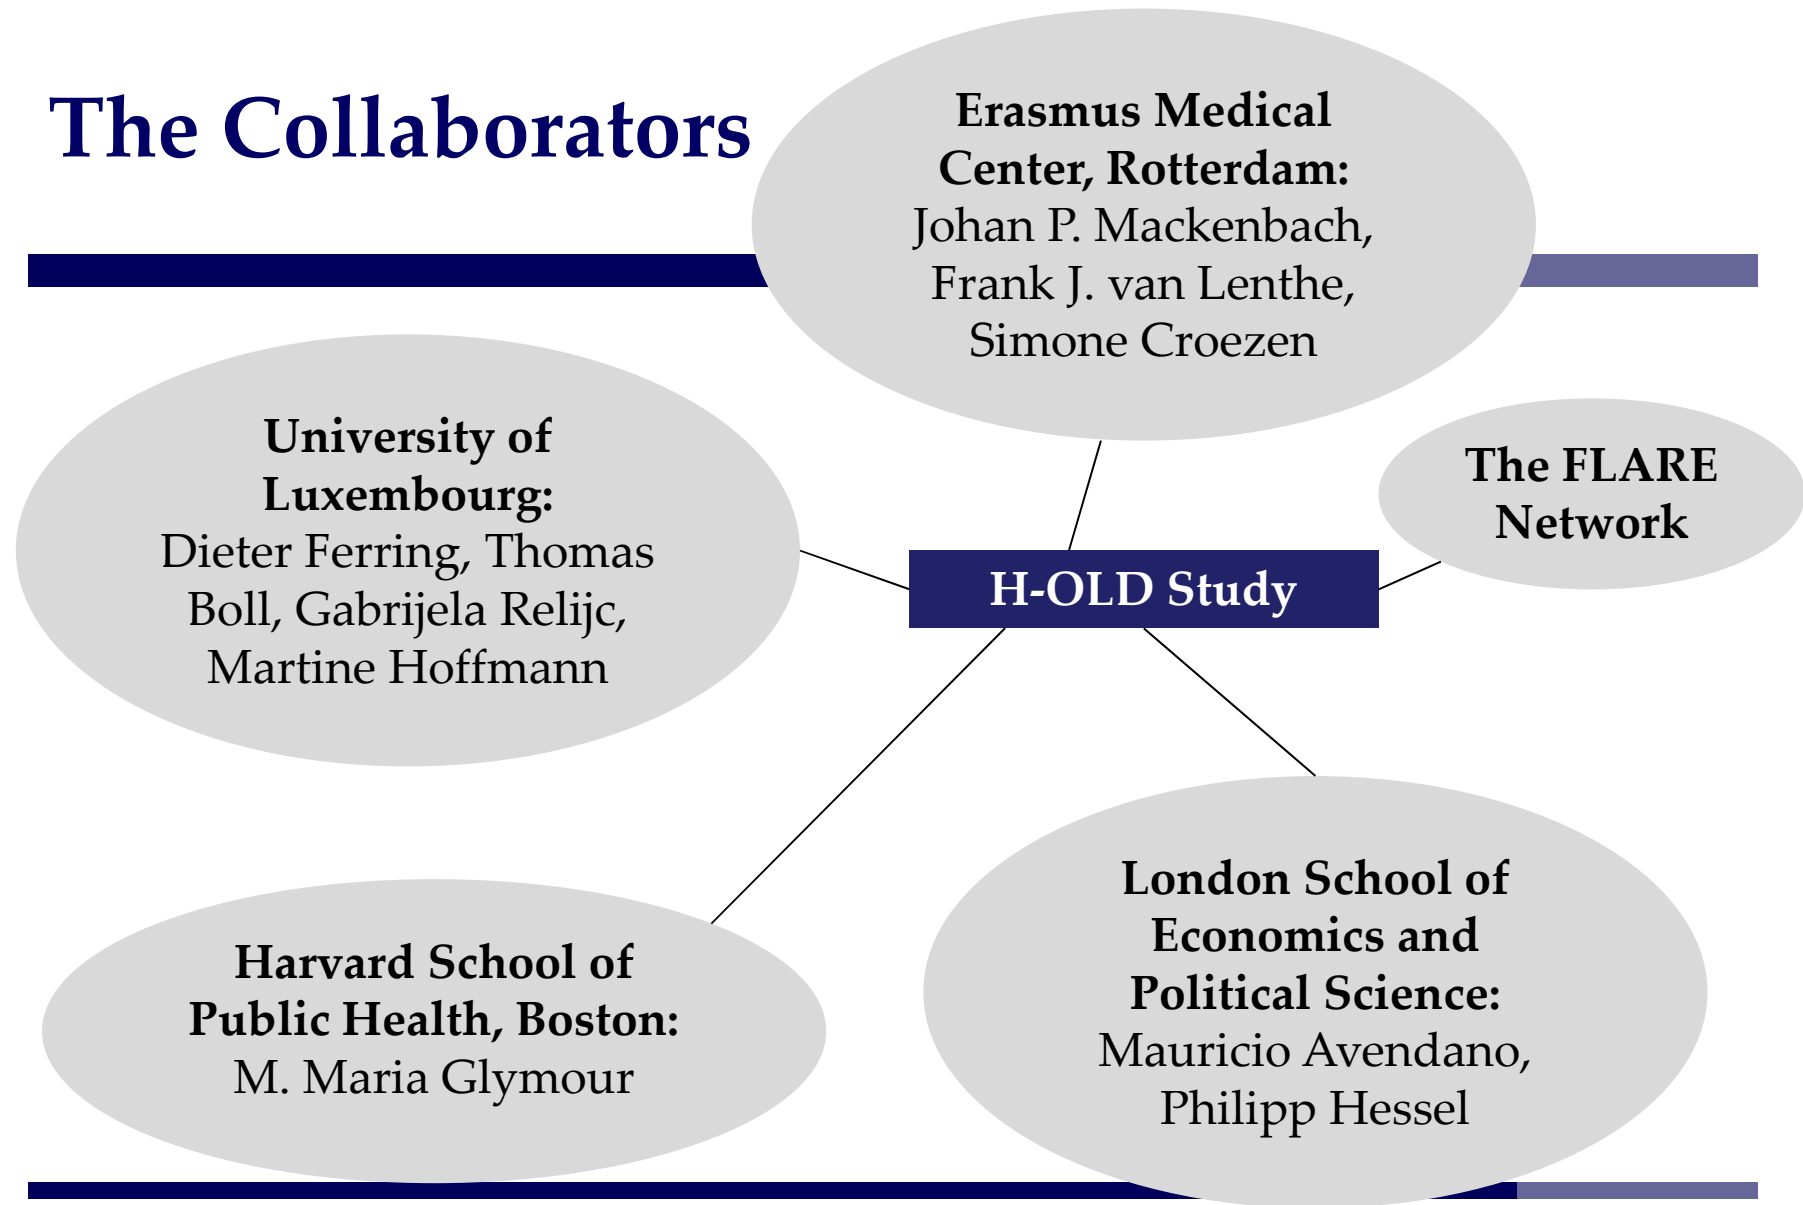 The Collaborators
Erasmus Medical
Center, Rotterdam:
Johan P. Mackenbach,
Frank J. van Lenthe,
Simone Croezen
University of
Luxembourg:
Dieter Ferring, Thomas
Boll, Gabrijela Relijc,
Martine Hoffmann
The FLARE
Network
H-OLD Study
Harvard School of
Public Health, Boston:
M. Maria Glymour
London School of
Economics and
Political Science:
Mauricio Avendano,
Philipp Hessel